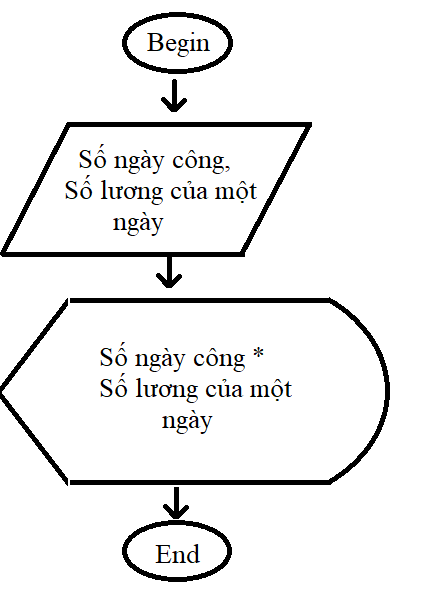 Begin
Số ngày công,
Số lương của một
ngày
Số ngày công *
Số lương của một
ngày
End